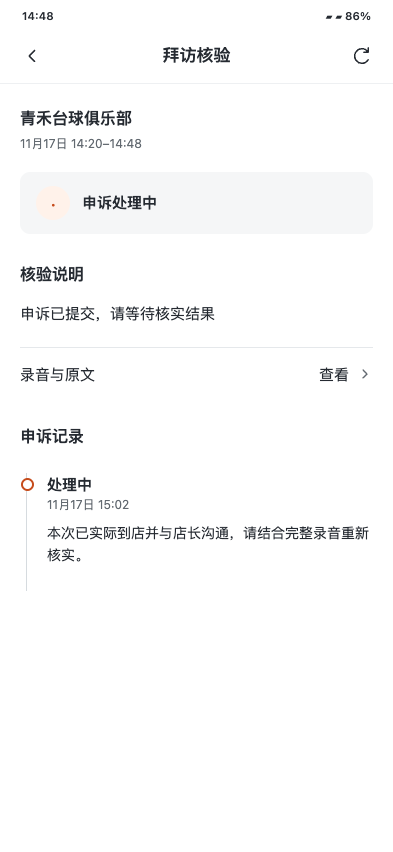 14:48
86%
拜访核验
青禾台球俱乐部
11月17日 14:20–14:48
申诉处理中
核验说明
申诉已提交，请等待核实结果
录音与原文 查看
申诉记录
处理中
11月17日 15:02
本次已实际到店并与店长沟通，请结合完整录音重新
核实。